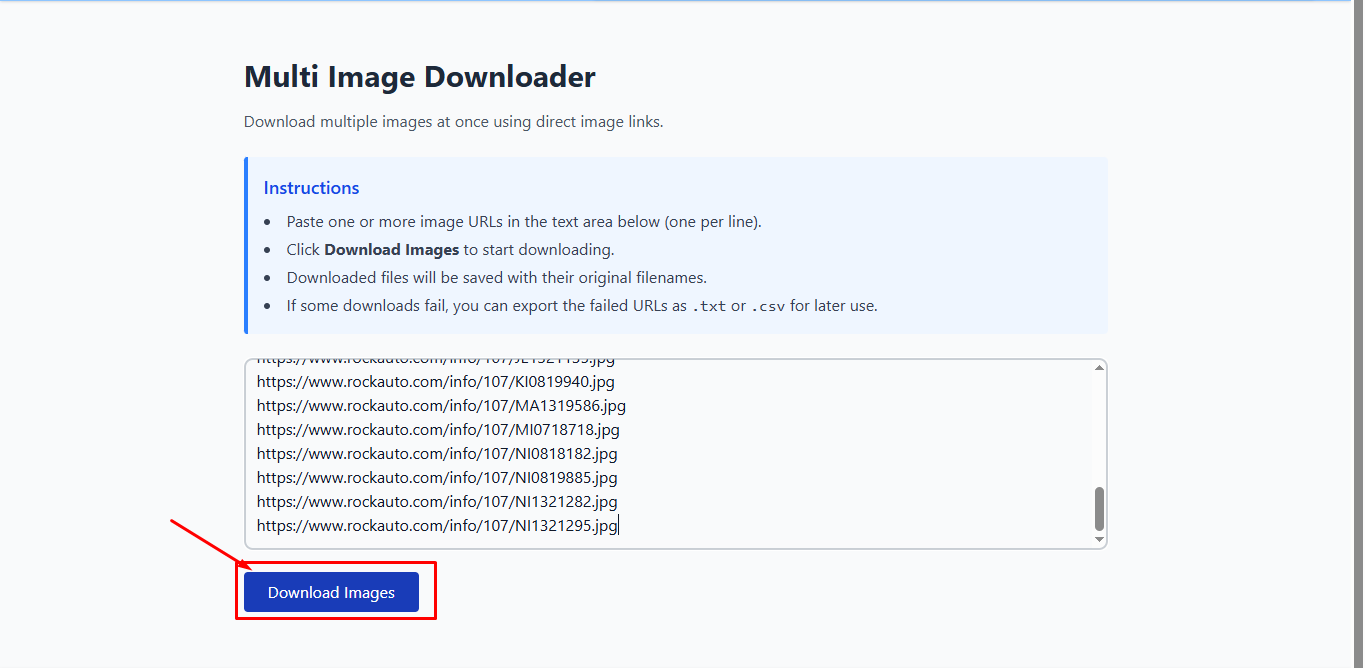 Multi Image Downloader
Download multiple images at once using direct image links.
Instructions
Paste one or more image URLs in the text area below (one per line).
Click Download Images to start downloading.
Downloaded files will be saved with their original filenames.
If some downloads fail, you can export the failed URLs as .txt or .csv for later use.
https://www.rockauto.com/info/107/KI0819940.jpg
https://www.rockauto.com/info/107/MA1319586.jpg
https://www.rockauto.com/info/107/MI0718718.jpg
https://www.rockauto.com/info/107/NI0818182.jpg
https://www.rockauto.com/info/107/NI0819885.jpg
https://www.rockauto.com/info/107/NI1321282.jpg
https://www.rockauto.com/info/107/NI1321295.jpg
Download Images